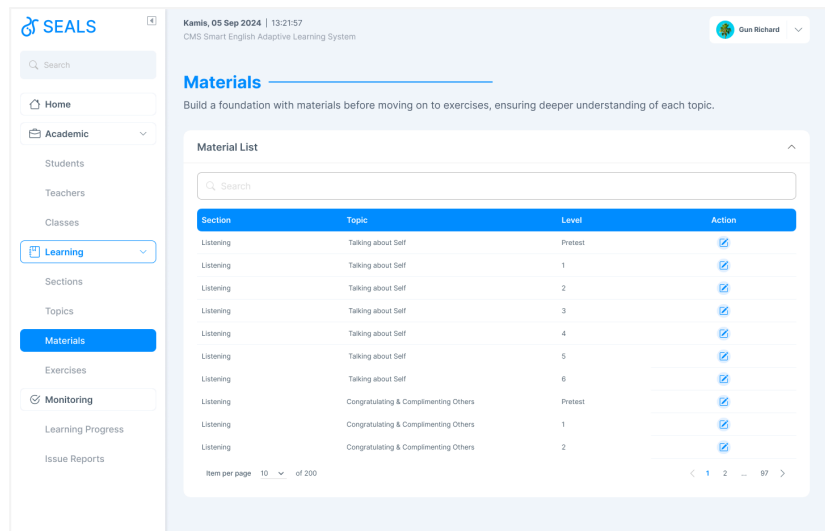 SEALS
Search
Home
Academic
Students
Teachers
Classes
Learning
Sections
Topics
Materials
Exercises
Monitoring
Learning Progress
Issue Reports
Kamis, 05 Sep 2024 | 13:21:57
CMS Smart English Adaptive Learning System
Gun Richard
Materials
Build a foundation with materials before moving on to exercises, ensuring deeper understanding of each topic.
Material List
Search
Section Topic Level Action
Listening Talking about Self Pretest
Listening Talking about Self 1
Listening Talking about Self 2
Listening Talking about Self 3
Listening Talking about Self 4
Listening Talking about Self 5
Listening Talking about Self 6
Listening Congratulating & Complimenting Others Pretest
Listening Congratulating & Complimenting Others 1
Listening Congratulating & Complimenting Others 2
Item per page 10 of 200 < 1 2 ... 97 >